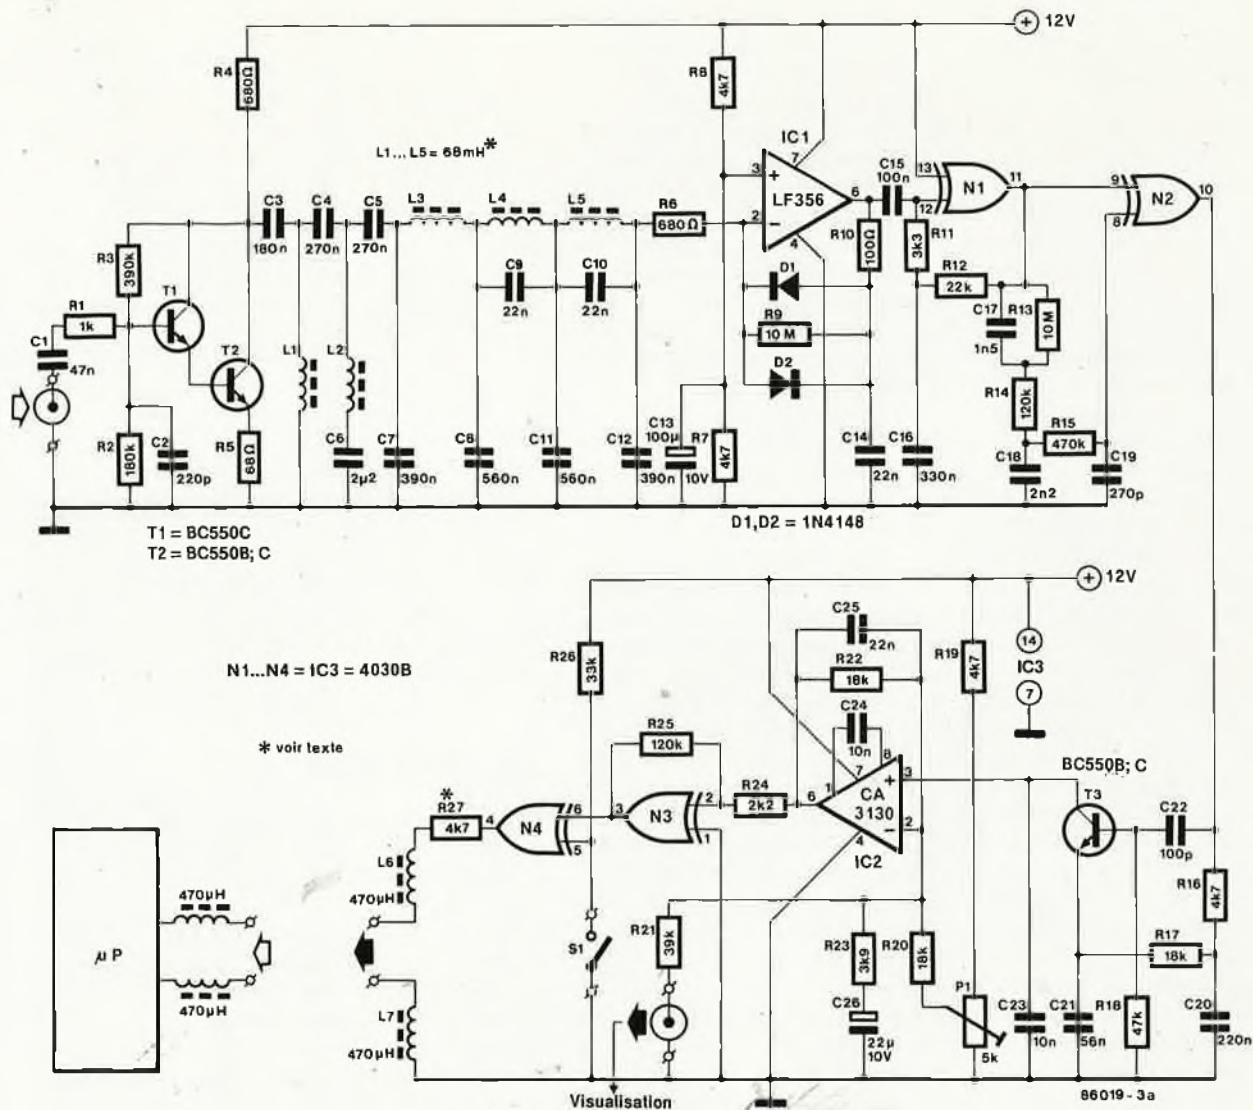 12V
R4
680Ω
R8
4k7
L1...L5 = 68mH*
IC1
C15
100n
13
N1
11
9
N2
10
3
+
7
LF356
6
12
8
2
−
4
C3
180n
C4
270n
C5
270n
L3
L4
L5
R6
680Ω
R10
100Ω
R11
3k3
R3
390k
R1
1k
T1
C9
22n
C10
22n
D1
R12
22k
C17
1n5
R13
10M
R9
10 M
C1
47n
T2
L1
L2
D2
R14
120k
R15
470k
R2
180k
C2
220p
R5
68Ω
C6
2µ2
C7
390n
C8
560n
C11
560n
C12
390n
C13
100µ
10V
R7
4k7
C14
22n
C16
330n
C18
2n2
C19
270p
T1 = BC550C
T2 = BC550B; C
D1,D2 = 1N4148
12V
C25
22n
R26
33k
R22
18k
R19
4k7
14
IC3
7
N1...N4 = IC3 = 4030B
C24
10n
R25
120k
* voir texte
BC550B; C
*
R27
4k7
4
N4
6
5
3
N3
2
1
R24
2k2
6
1
7
8
CA
3130
+
3
−
2
4
IC2
T3
C22
100p
L6
470µH
R16
4k7
470µH
µP
470µH
S1
R21
39k
R23
3k9
R20
18k
R17
18k
P1
5k
L7
470µH
C26
22µ
10V
C23
10n
C21
56n
R18
47k
C20
220n
Visualisation
86019 - 3a